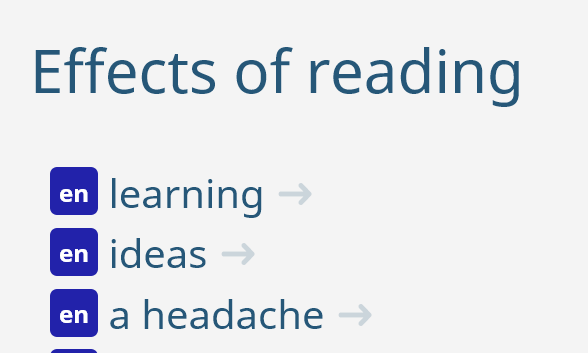 Effects of reading
en learning →
en ideas →
en a headache →